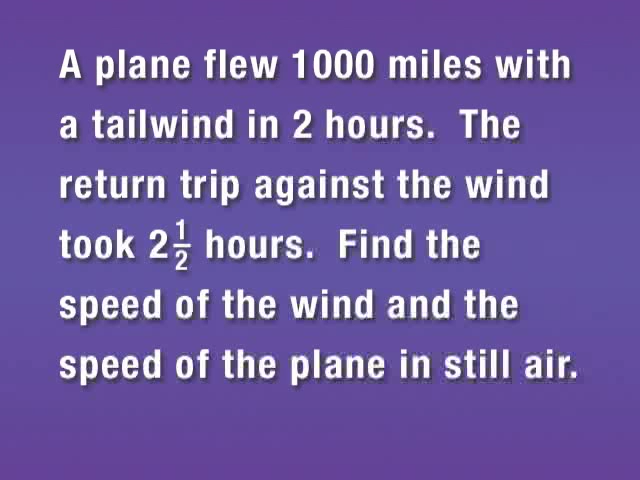 A plane flew 1000 miles with
a tailwind in 2 hours. The
return trip against the wind
took 2½ hours. Find the
speed of the wind and the
speed of the plane in still air.